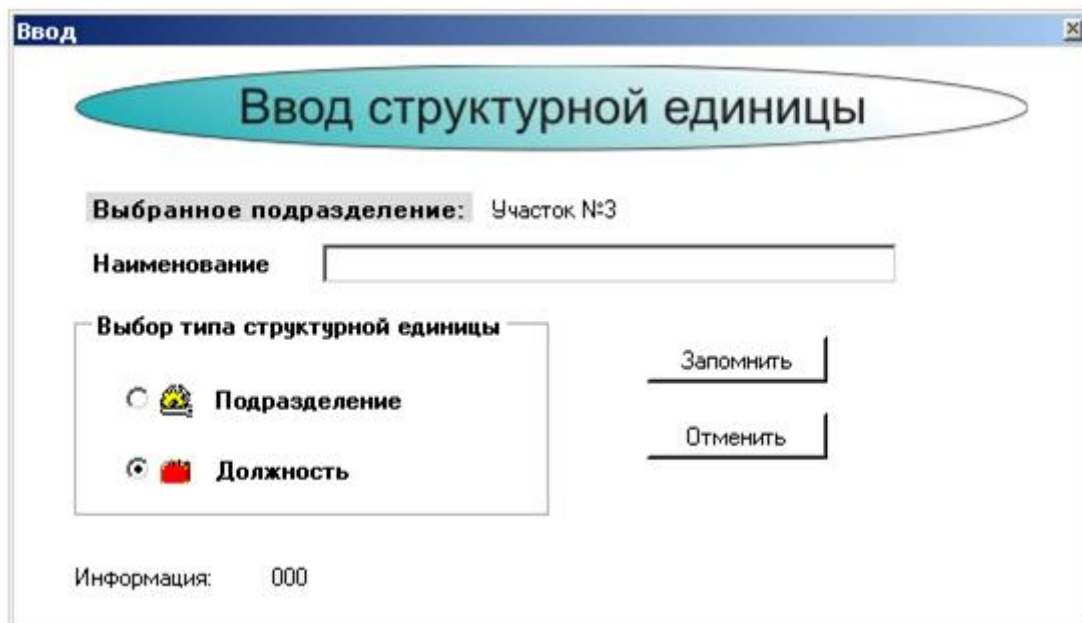 Ввод
Ввод структурной единицы
Выбранное подразделение: Участок №3
Наименование
Выбор типа структурной единицы
Подразделение
Должность
Запомнить
Отменить
Информация: 000